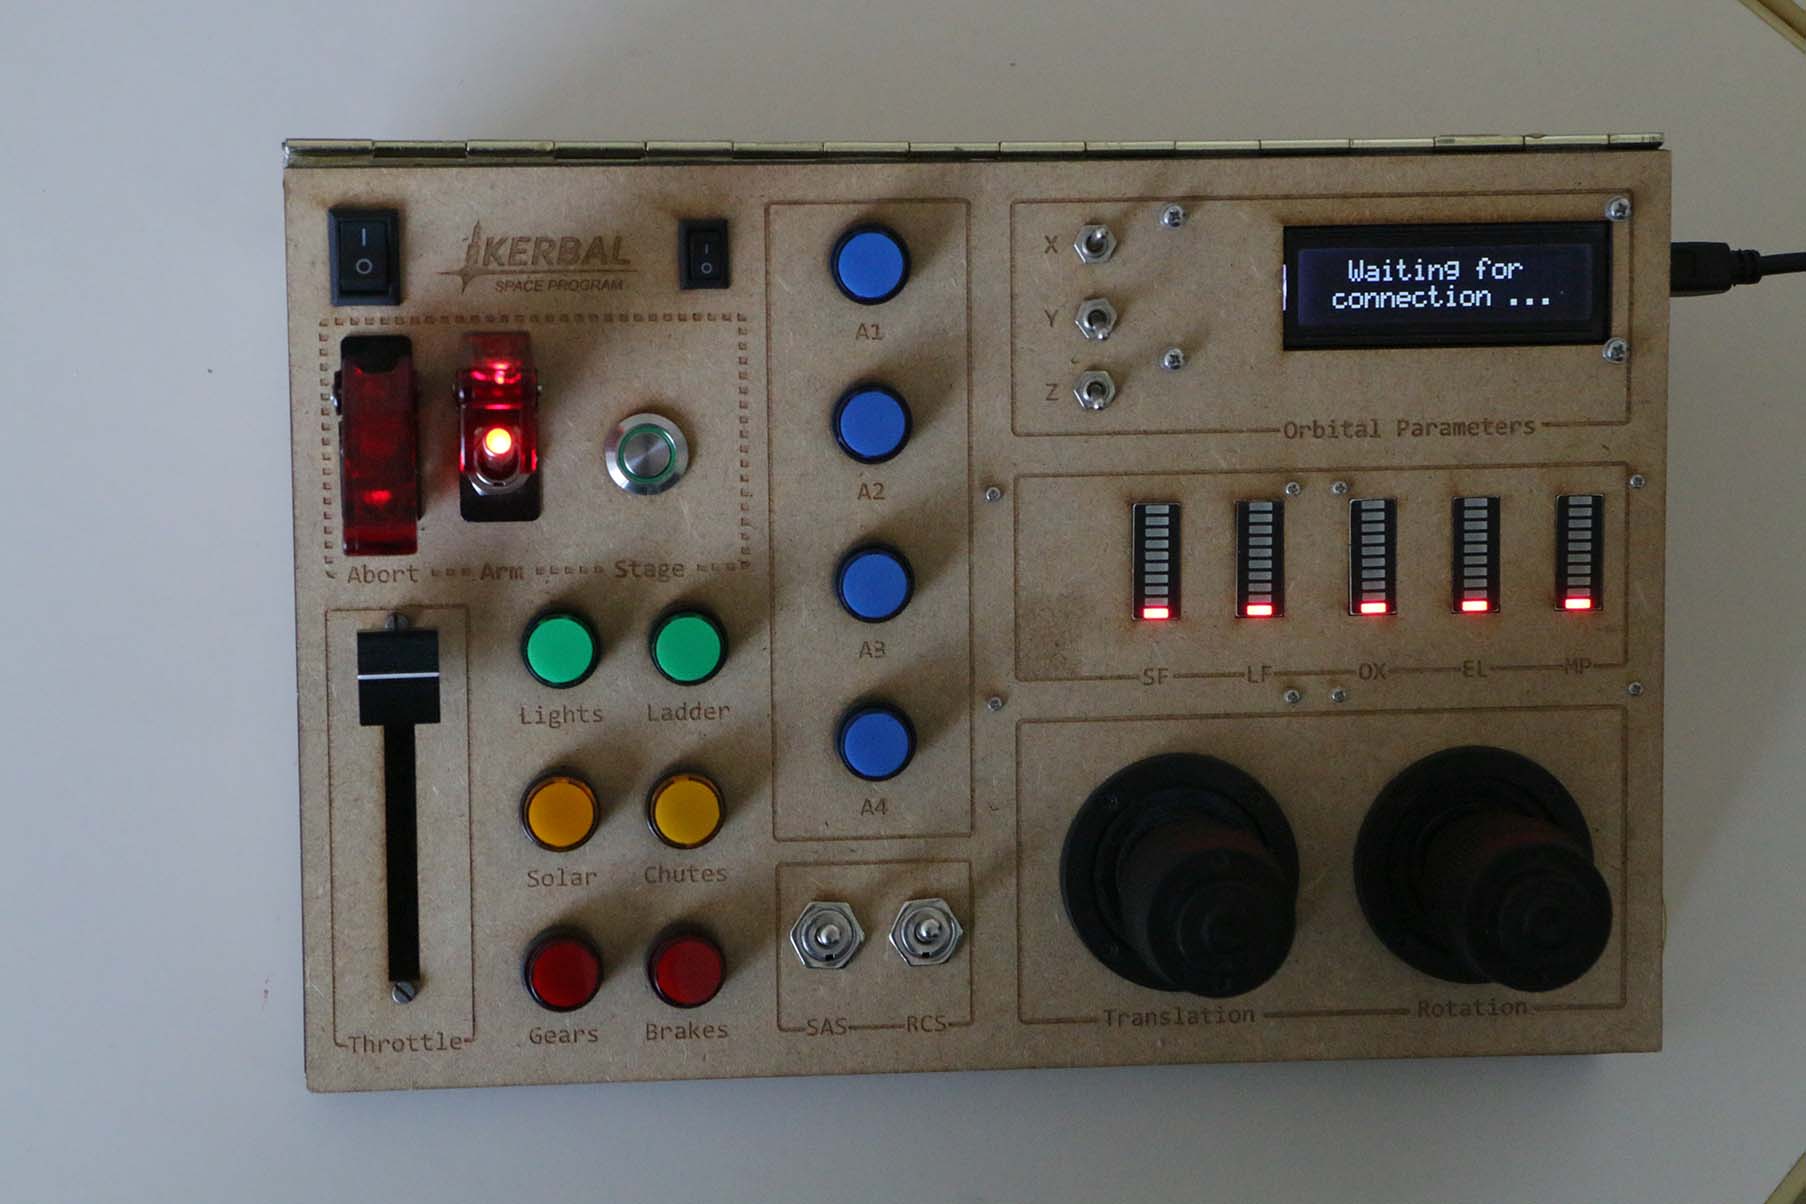 KERBAL
SPACE PROGRAM
Abort Arm Stage
Throttle
Lights Ladder
Solar Chutes
Gears Brakes
A1
A2
A3
A4
SAS RCS
X
Y
Z
Waiting for
connection ...
Orbital Parameters
SF LF OX EL MP
Translation Rotation